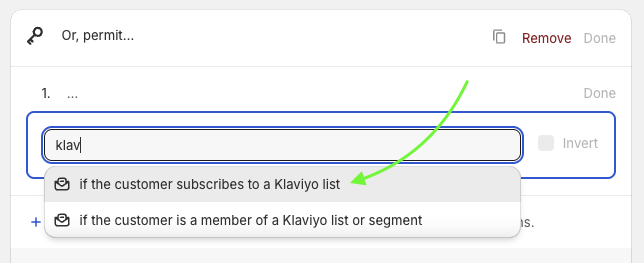 Or, permit...
Remove
Done
1. ...
Done
klav
Invert
if the customer subscribes to a Klaviyo list
if the customer is a member of a Klaviyo list or segment
+